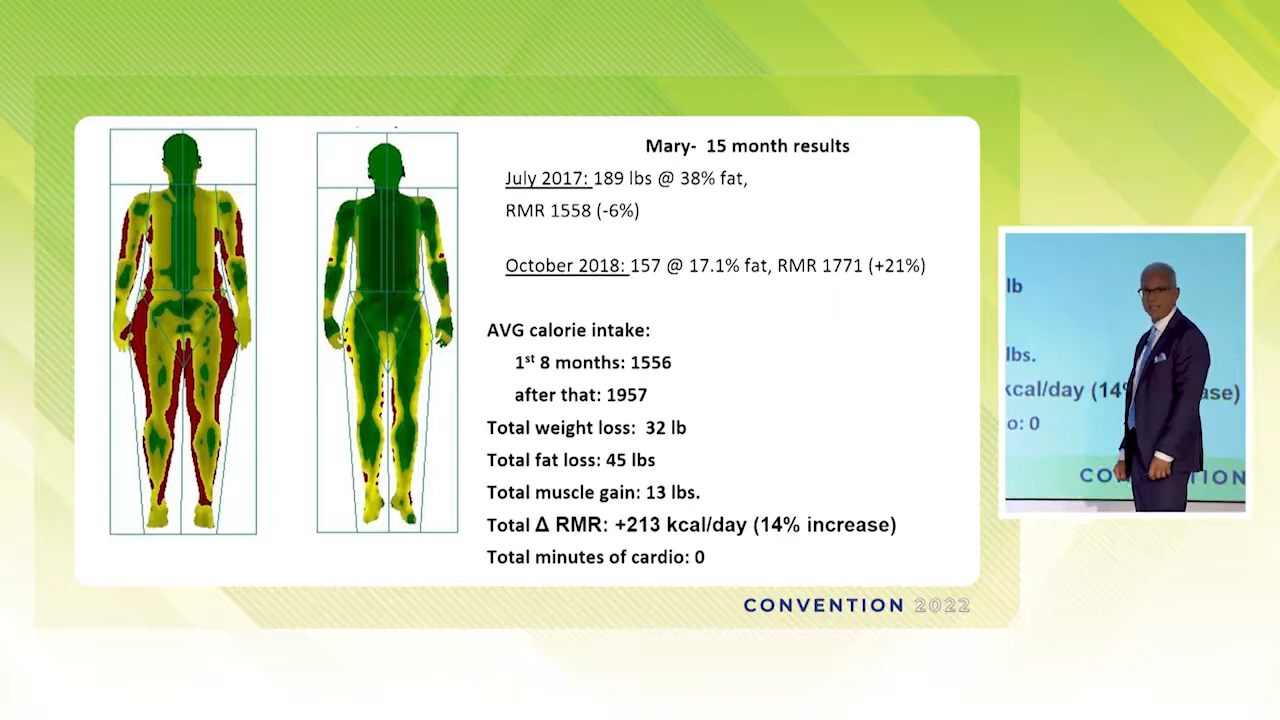 Mary- 15 month results
July 2017: 189 lbs @ 38% fat,
RMR 1558 (-6%)
October 2018: 157 @ 17.1% fat, RMR 1771 (+21%)
AVG calorie intake:
1st 8 months: 1556
after that: 1957
Total weight loss: 32 lb
Total fat loss: 45 lbs
Total muscle gain: 13 lbs.
Total Δ RMR: +213 kcal/day (14% increase)
Total minutes of cardio: 0
CONVENTION 2022
lb
lbs.
kcal/day (14% ase)
o: 0
CO TION